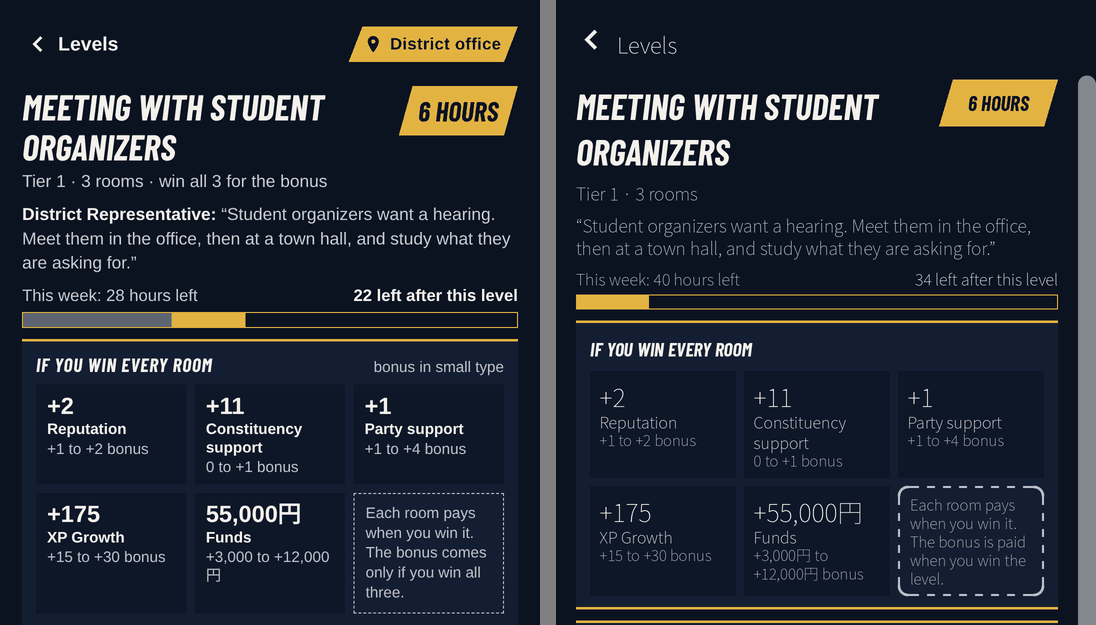 Levels
District office
MEETING WITH STUDENT
ORGANIZERS
6 HOURS
Tier 1 · 3 rooms · win all 3 for the bonus
District Representative: “Student organizers want a hearing.
Meet them in the office, then at a town hall, and study what they
are asking for.”
This week: 28 hours left
22 left after this level
IF YOU WIN EVERY ROOM
bonus in small type
+2
Reputation
+1 to +2 bonus
+11
Constituency
support
0 to +1 bonus
+1
Party support
+1 to +4 bonus
+175
XP Growth
+15 to +30 bonus
55,000円
Funds
+3,000 to +12,000
円
Each room pays
when you win it.
The bonus comes
only if you win all
three.
Levels
MEETING WITH STUDENT
ORGANIZERS
6 HOURS
Tier 1 · 3 rooms
“Student organizers want a hearing. Meet them in the office,
then at a town hall, and study what they are asking for.”
This week: 40 hours left
34 left after this level
IF YOU WIN EVERY ROOM
+2
Reputation
+1 to +2 bonus
+11
Constituency
support
0 to +1 bonus
+1
Party support
+1 to +4 bonus
+175
XP Growth
+15 to +30 bonus
+55,000円
Funds
+3,000円 to
+12,000円 bonus
Each room pays
when you win it.
The bonus is paid
when you win the
level.